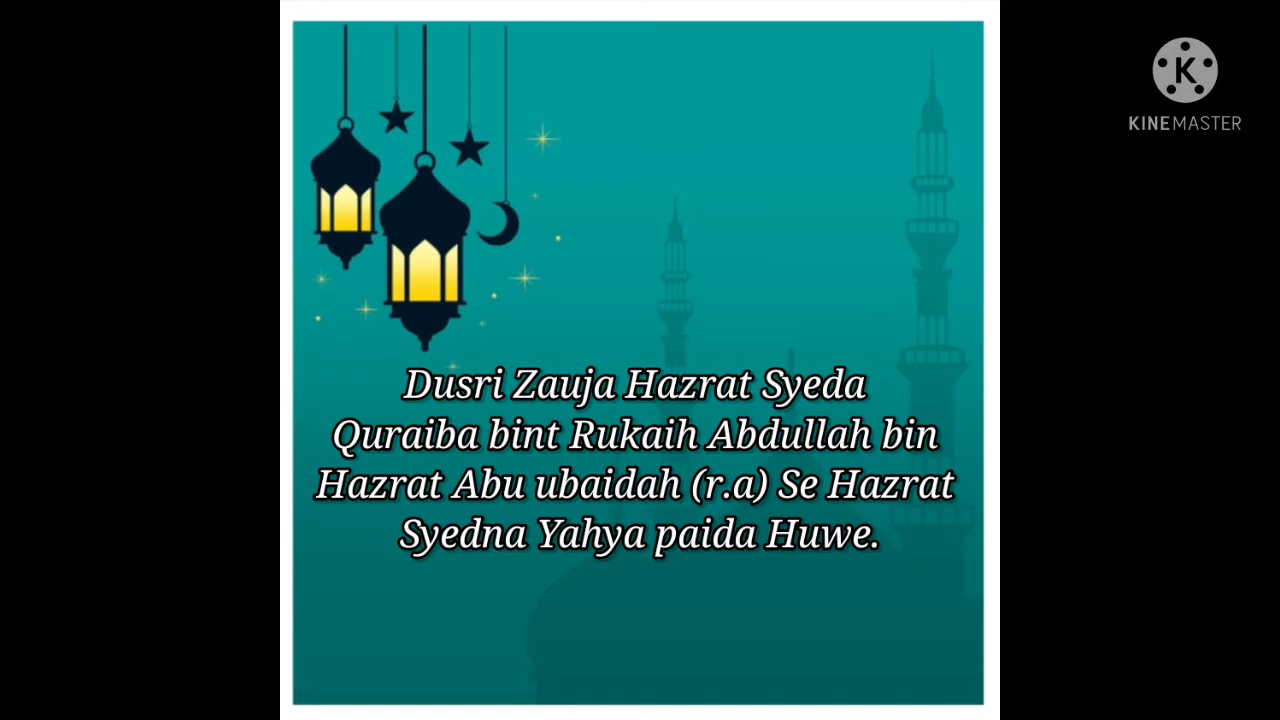 K
KINEMASTER
Dusri Zauja Hazrat Syeda
Quraiba bint Rukaih Abdullah bin
Hazrat Abu ubaidah (r.a) Se Hazrat
Syedna Yahya paida Huwe.